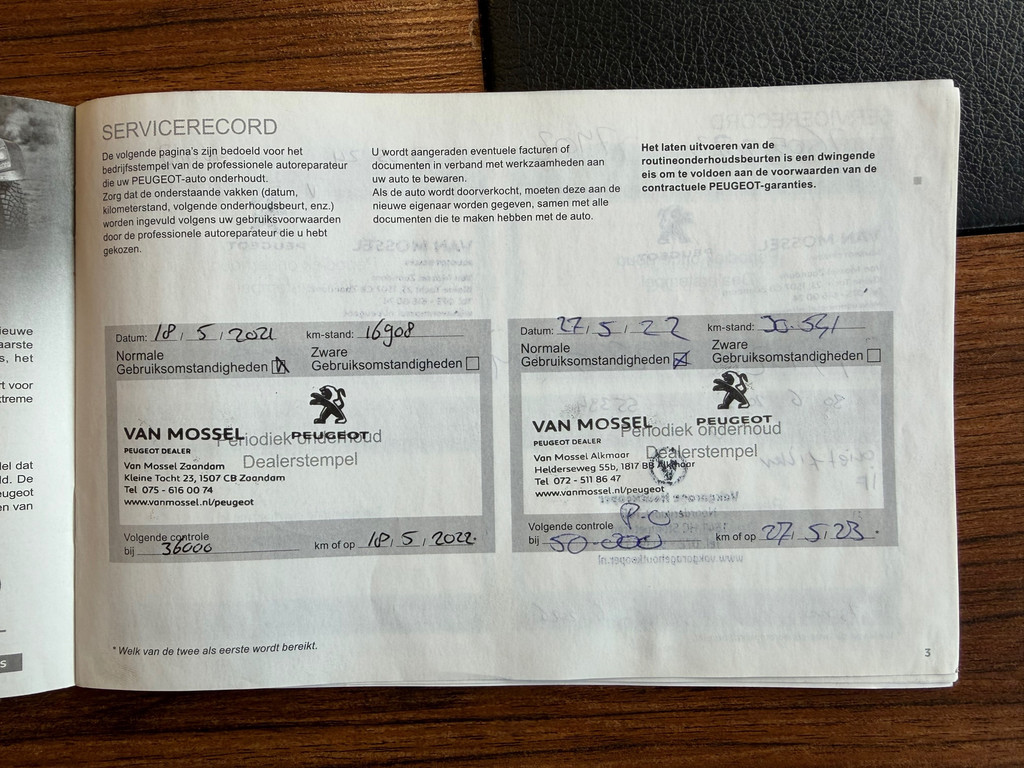 SERVICERECORD
De volgende pagina's zijn bedoeld voor het
bedrijfsstempel van de professionele autoreparateur
die uw PEUGEOT-auto onderhoudt.
Zorg dat de onderstaande vakken (datum,
kilometerstand, volgende onderhoudsbeurt, enz.)
worden ingevuld volgens uw gebruiksvoorwaarden
door de professionele autoreparateur die u hebt
gekozen.
U wordt aangeraden eventuele facturen of
documenten in verband met werkzaamheden aan
uw auto te bewaren.
Als de auto wordt doorverkocht, moeten deze aan de
nieuwe eigenaar worden gegeven, samen met alle
documenten die te maken hebben met de auto.
Het laten uitvoeren van de
routineonderhoudsbeurten is een dwingende
eis om te voldoen aan de voorwaarden van de
contractuele PEUGEOT-garanties.
Datum: 18, 5, 2021 km-stand: 16908
Normale
Gebruiksomstandigheden
Zware
Gebruiksomstandigheden
PEUGEOT
VAN MOSSEL
PEUGEOT DEALER
Periodiek onderhoud
Dealerstempel
Van Mossel Zaandam
Kleine Tocht 23, 1507 CB Zaandam
Tel 075 - 616 00 74
www.vanmossel.nl/peugeot
Volgende controle
bij 36000 km of op 18, 5, 2022.
Datum: 27, 5, 22 km-stand:
Normale
Gebruiksomstandigheden
Zware
Gebruiksomstandigheden
PEUGEOT
VAN MOSSEL
PEUGEOT DEALER
Periodiek onderhoud
Dealerstempel
Van Mossel Alkmaar
Helderseweg 55b, 1817 BB Alkmaar
Tel 072 - 511 86 47
www.vanmossel.nl/peugeot
Volgende controle
bij 50-000 km of op 27, 5, 23.
* Welk van de twee als eerste wordt bereikt.
3